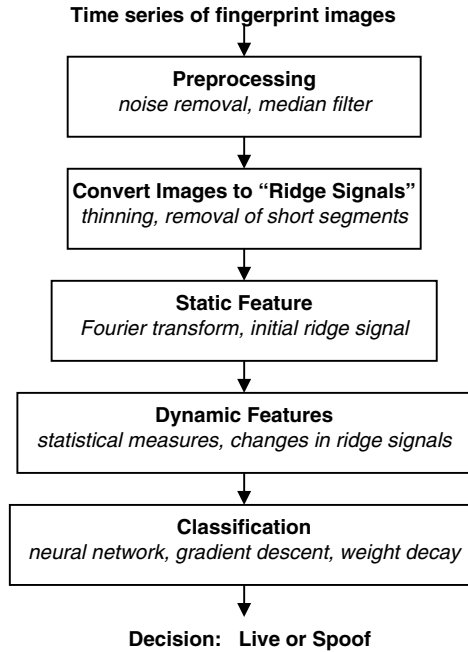 Time series of fingerprint images
Preprocessing
noise removal, median filter
Convert Images to “Ridge Signals”
thinning, removal of short segments
Static Feature
Fourier transform, initial ridge signal
Dynamic Features
statistical measures, changes in ridge signals
Classification
neural network, gradient descent, weight decay
Decision: Live or Spoof